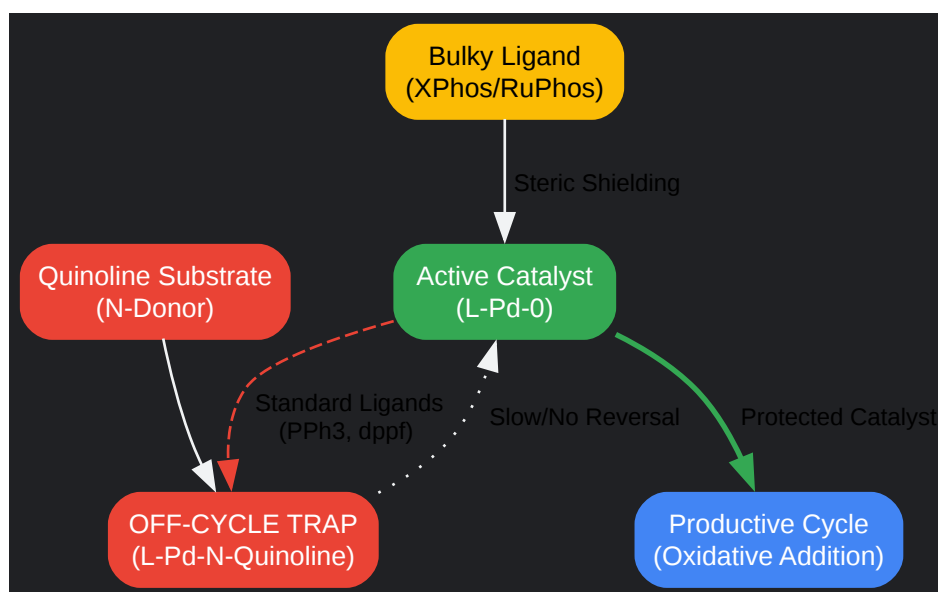 Bulky Ligand
(XPhos/RuPhos)
Steric Shielding
Quinoline Substrate
(N-Donor)
Active Catalyst
(L-Pd-0)
Standard Ligands
(PPh3, dppf)
Slow/No Reversal
Protected Catalyst
OFF-CYCLE TRAP
(L-Pd-N-Quinoline)
Productive Cycle
(Oxidative Addition)